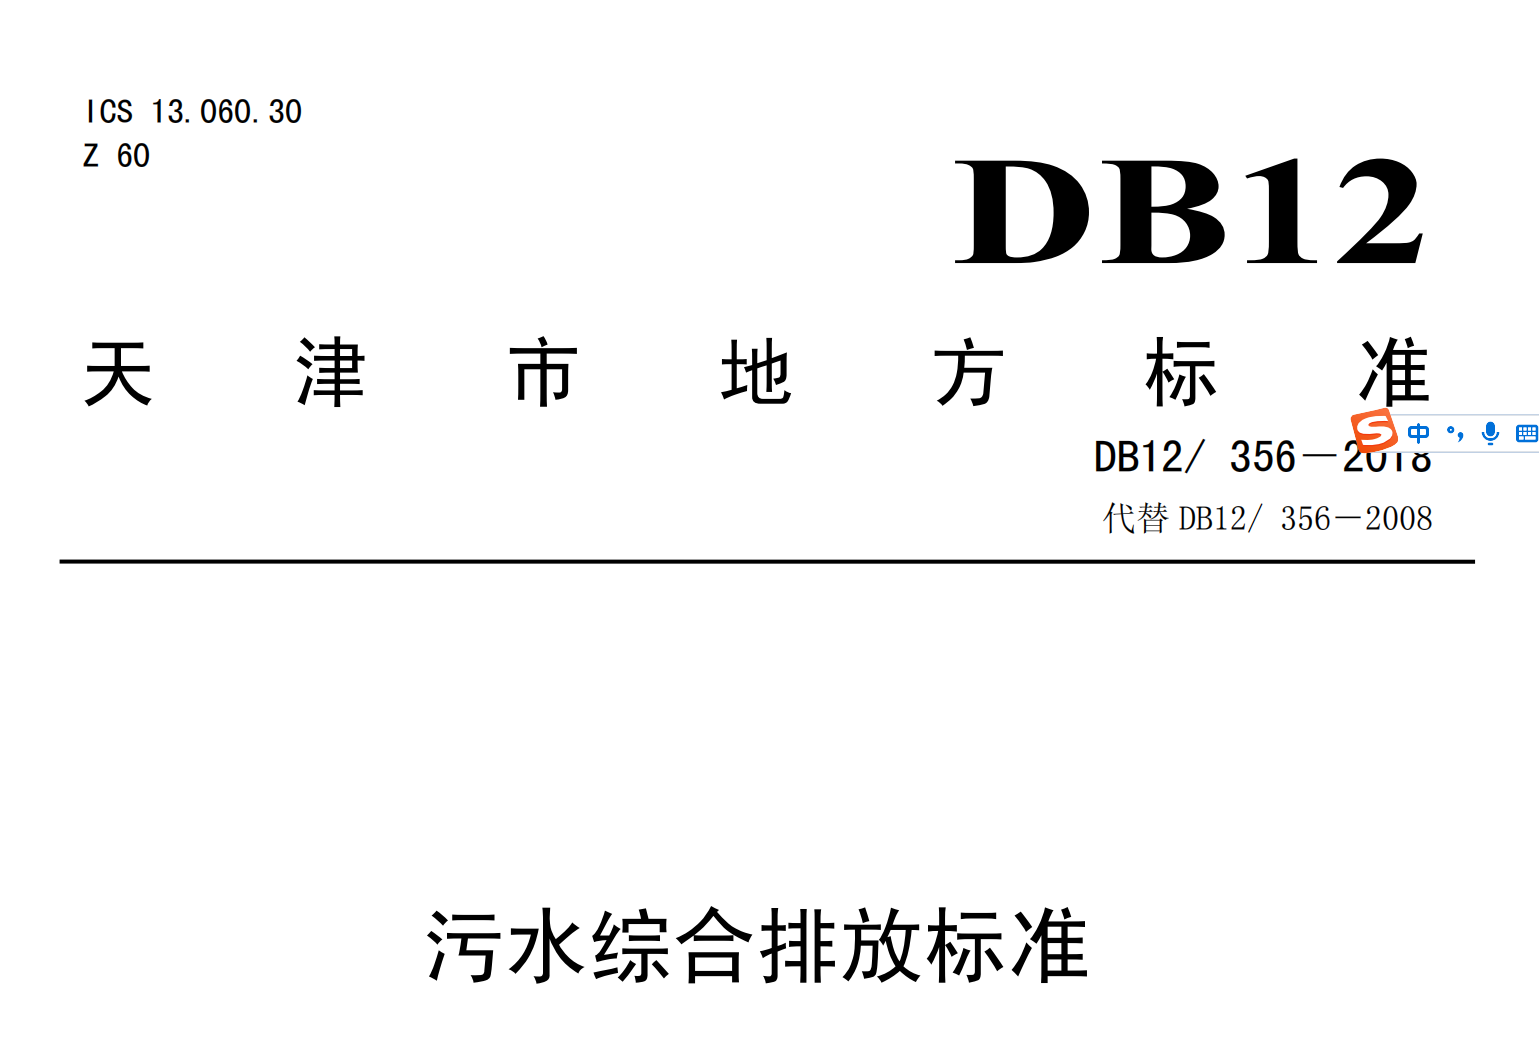 ICS 13.060.30
Z 60
DB12
天津市地方标准
DB12/ 356—2018
中
代替 DB12/ 356—2008
污水综合排放标准